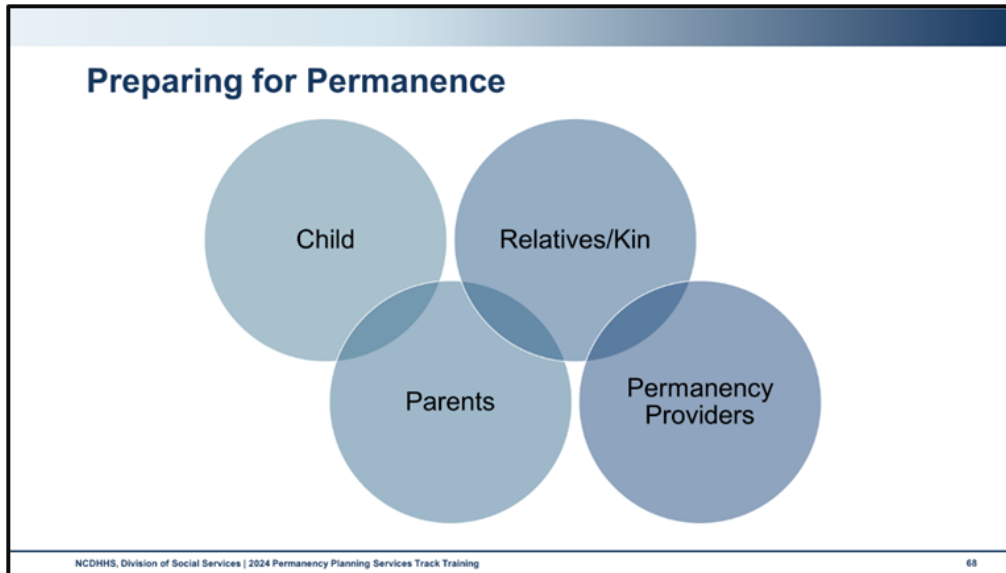 Preparing for Permanence
Child
Relatives/Kin
Parents
Permanency
Providers
NCDHHS, Division of Social Services | 2024 Permanency Planning Services Track Training
68